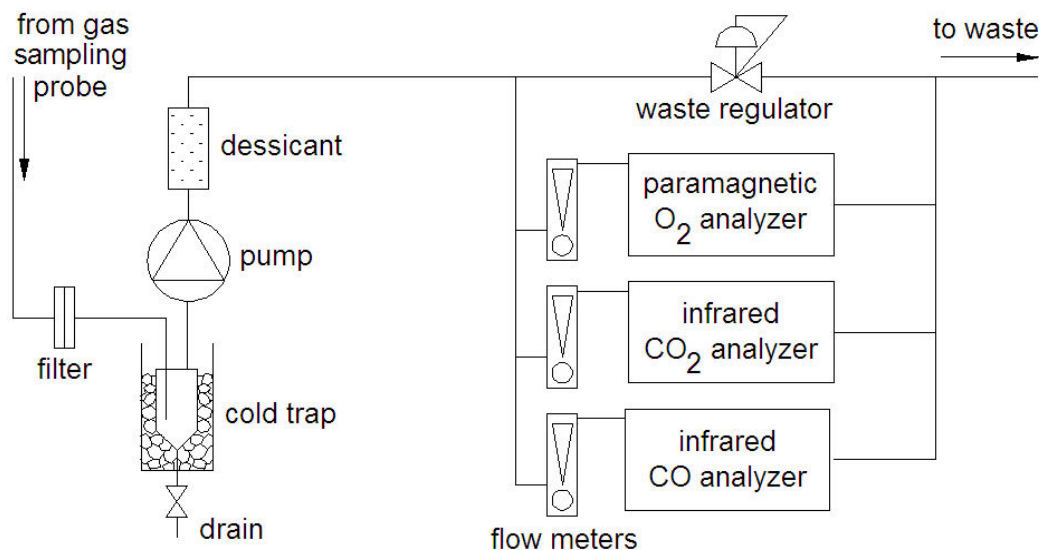 from gas
sampling
probe
to waste
waste regulator
dessicant
paramagnetic
O2 analyzer
pump
infrared
CO2 analyzer
filter
cold trap
infrared
CO analyzer
drain
flow meters